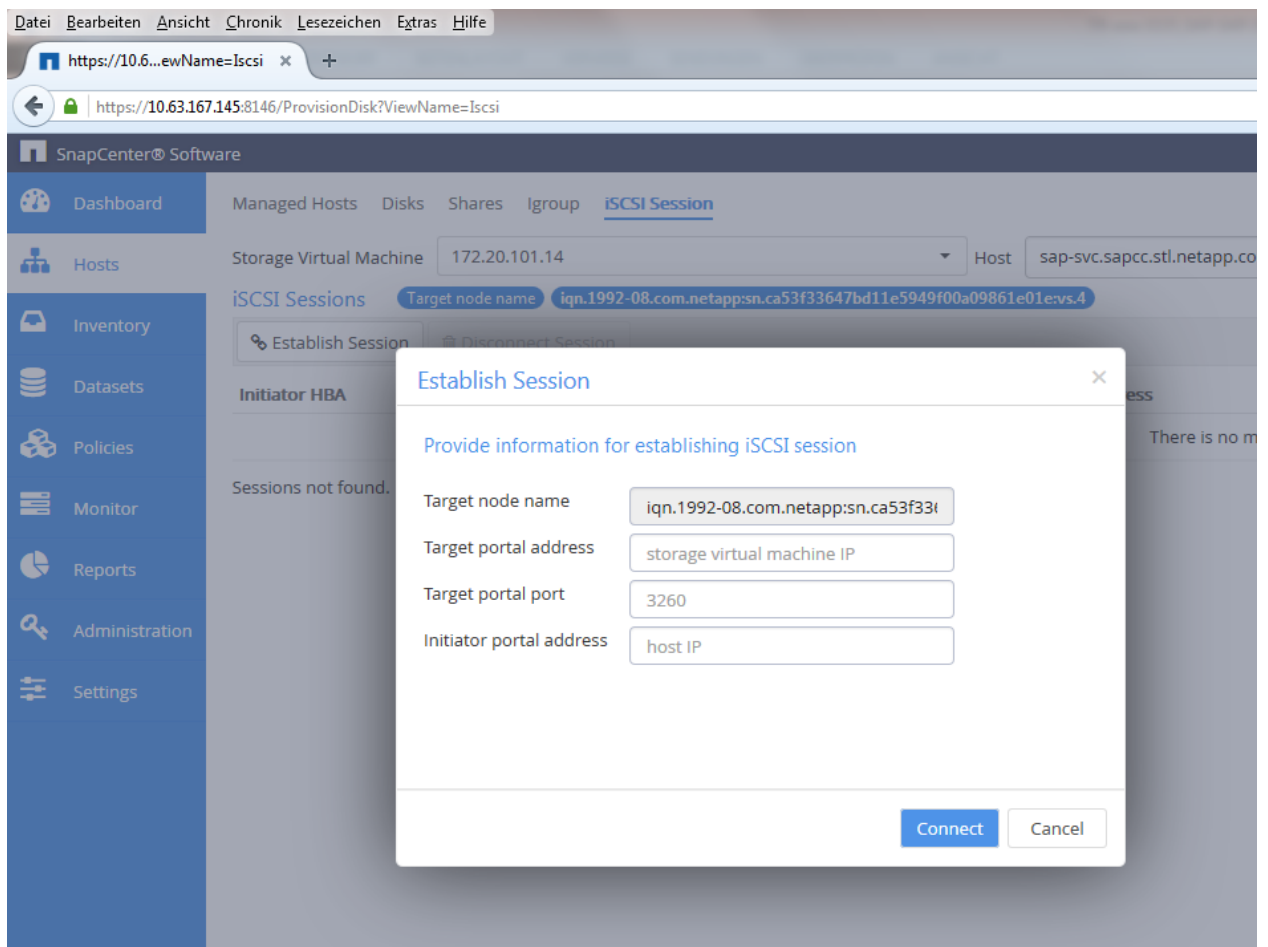 Datei Bearbeiten Ansicht Chronik Lesezeichen Extras Hilfe
https://10.6...ewName=Iscsi × +
https://10.63.167.145:8146/ProvisionDisk?ViewName=Iscsi
SnapCenter® Software
Dashboard
Hosts
Inventory
Datasets
Policies
Monitor
Reports
Administration
Settings
Managed Hosts Disks Shares Igroup iSCSI Session
Storage Virtual Machine 172.20.101.14 Host sap-svc.sapcc.stl.netapp.co
iSCSI Sessions Target node name iqn.1992-08.com.netapp:sn.ca53f33647bd11e5949f00a09861e01e:vs.4
Establish Session Disconnect Session
Initiator HBA ess
There is no m
Sessions not found.
Establish Session ×
Provide information for establishing iSCSI session
Target node name iqn.1992-08.com.netapp:sn.ca53f336
Target portal address storage virtual machine IP
Target portal port 3260
Initiator portal address host IP
Connect Cancel